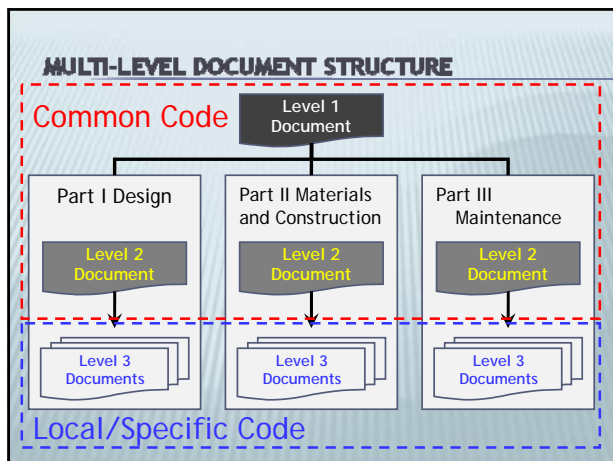 MULTI-LEVEL DOCUMENT STRUCTURE
Common Code
Level 1
Document
Part I Design
Level 2
Document
Level 3
Documents
Part II Materials
and Construction
Level 2
Document
Level 3
Documents
Part III
Maintenance
Level 2
Document
Level 3
Documents
Local/Specific Code